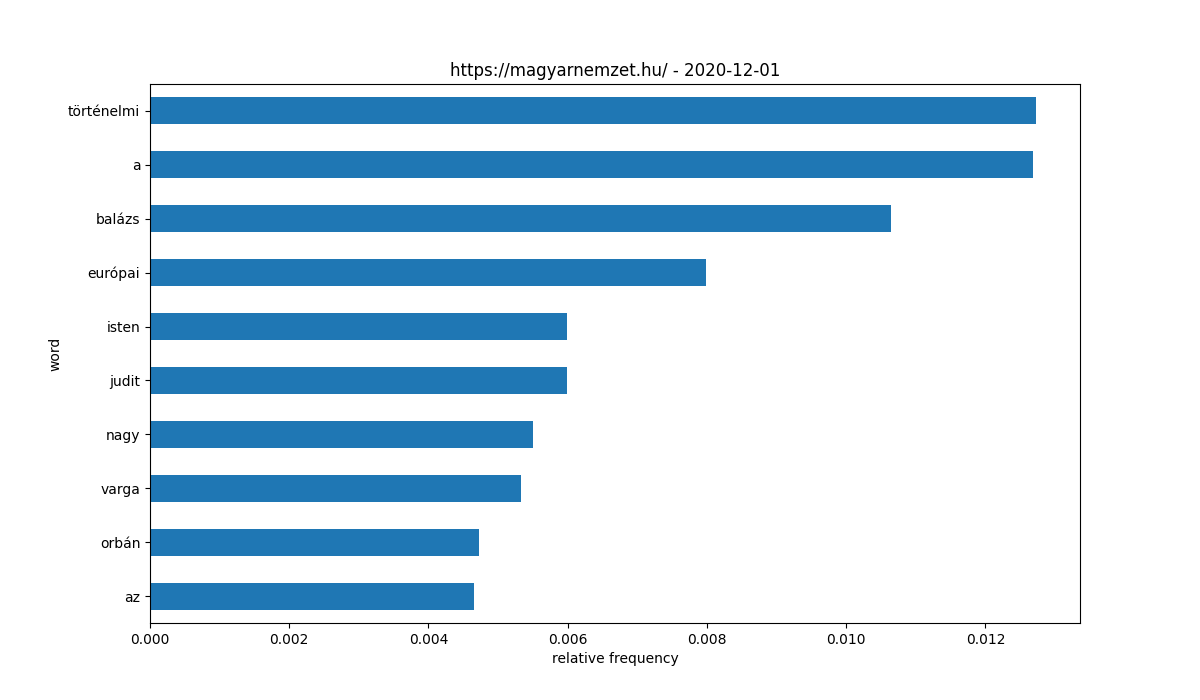 https://magyarnemzet.hu/ - 2020-12-01
történelmi
a
balázs
európai
isten
judit
nagy
varga
orbán
az
word
0.000 0.002 0.004 0.006 0.008 0.010 0.012
relative frequency